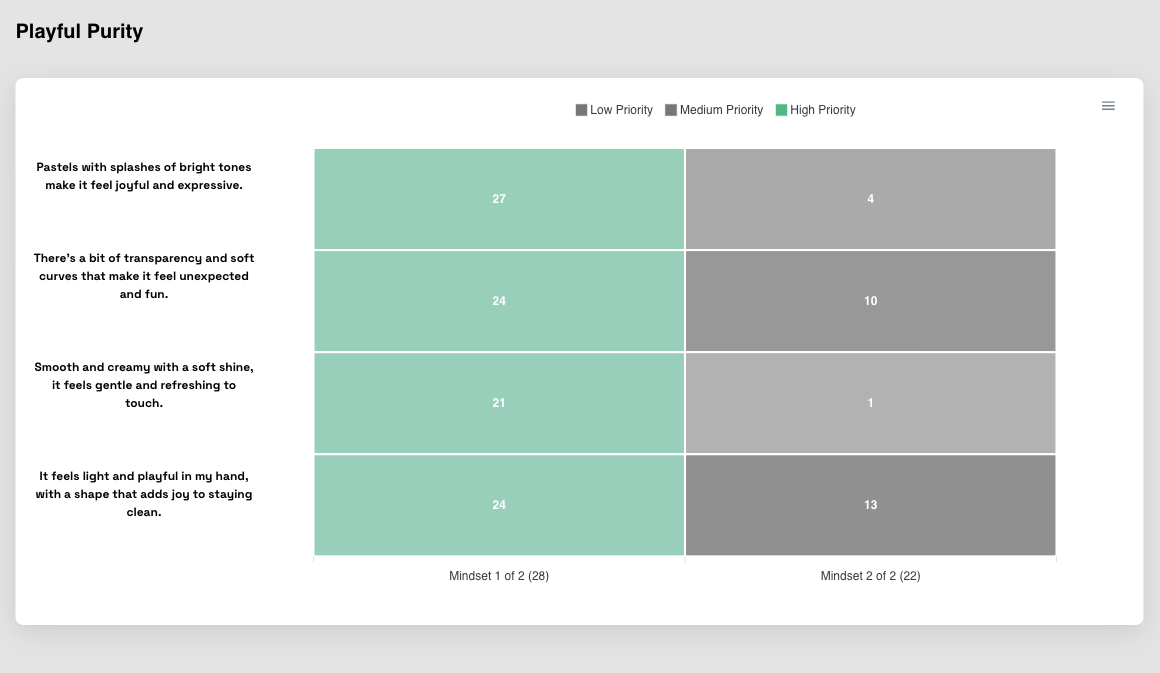 Playful Purity
Low Priority
Medium Priority
High Priority
Pastels with splashes of bright tones
make it feel joyful and expressive.
27
4
There's a bit of transparency and soft
curves that make it feel unexpected
and fun.
24
10
Smooth and creamy with a soft shine,
it feels gentle and refreshing to
touch.
21
1
It feels light and playful in my hand,
with a shape that adds joy to staying
clean.
24
13
Mindset 1 of 2 (28)
Mindset 2 of 2 (22)